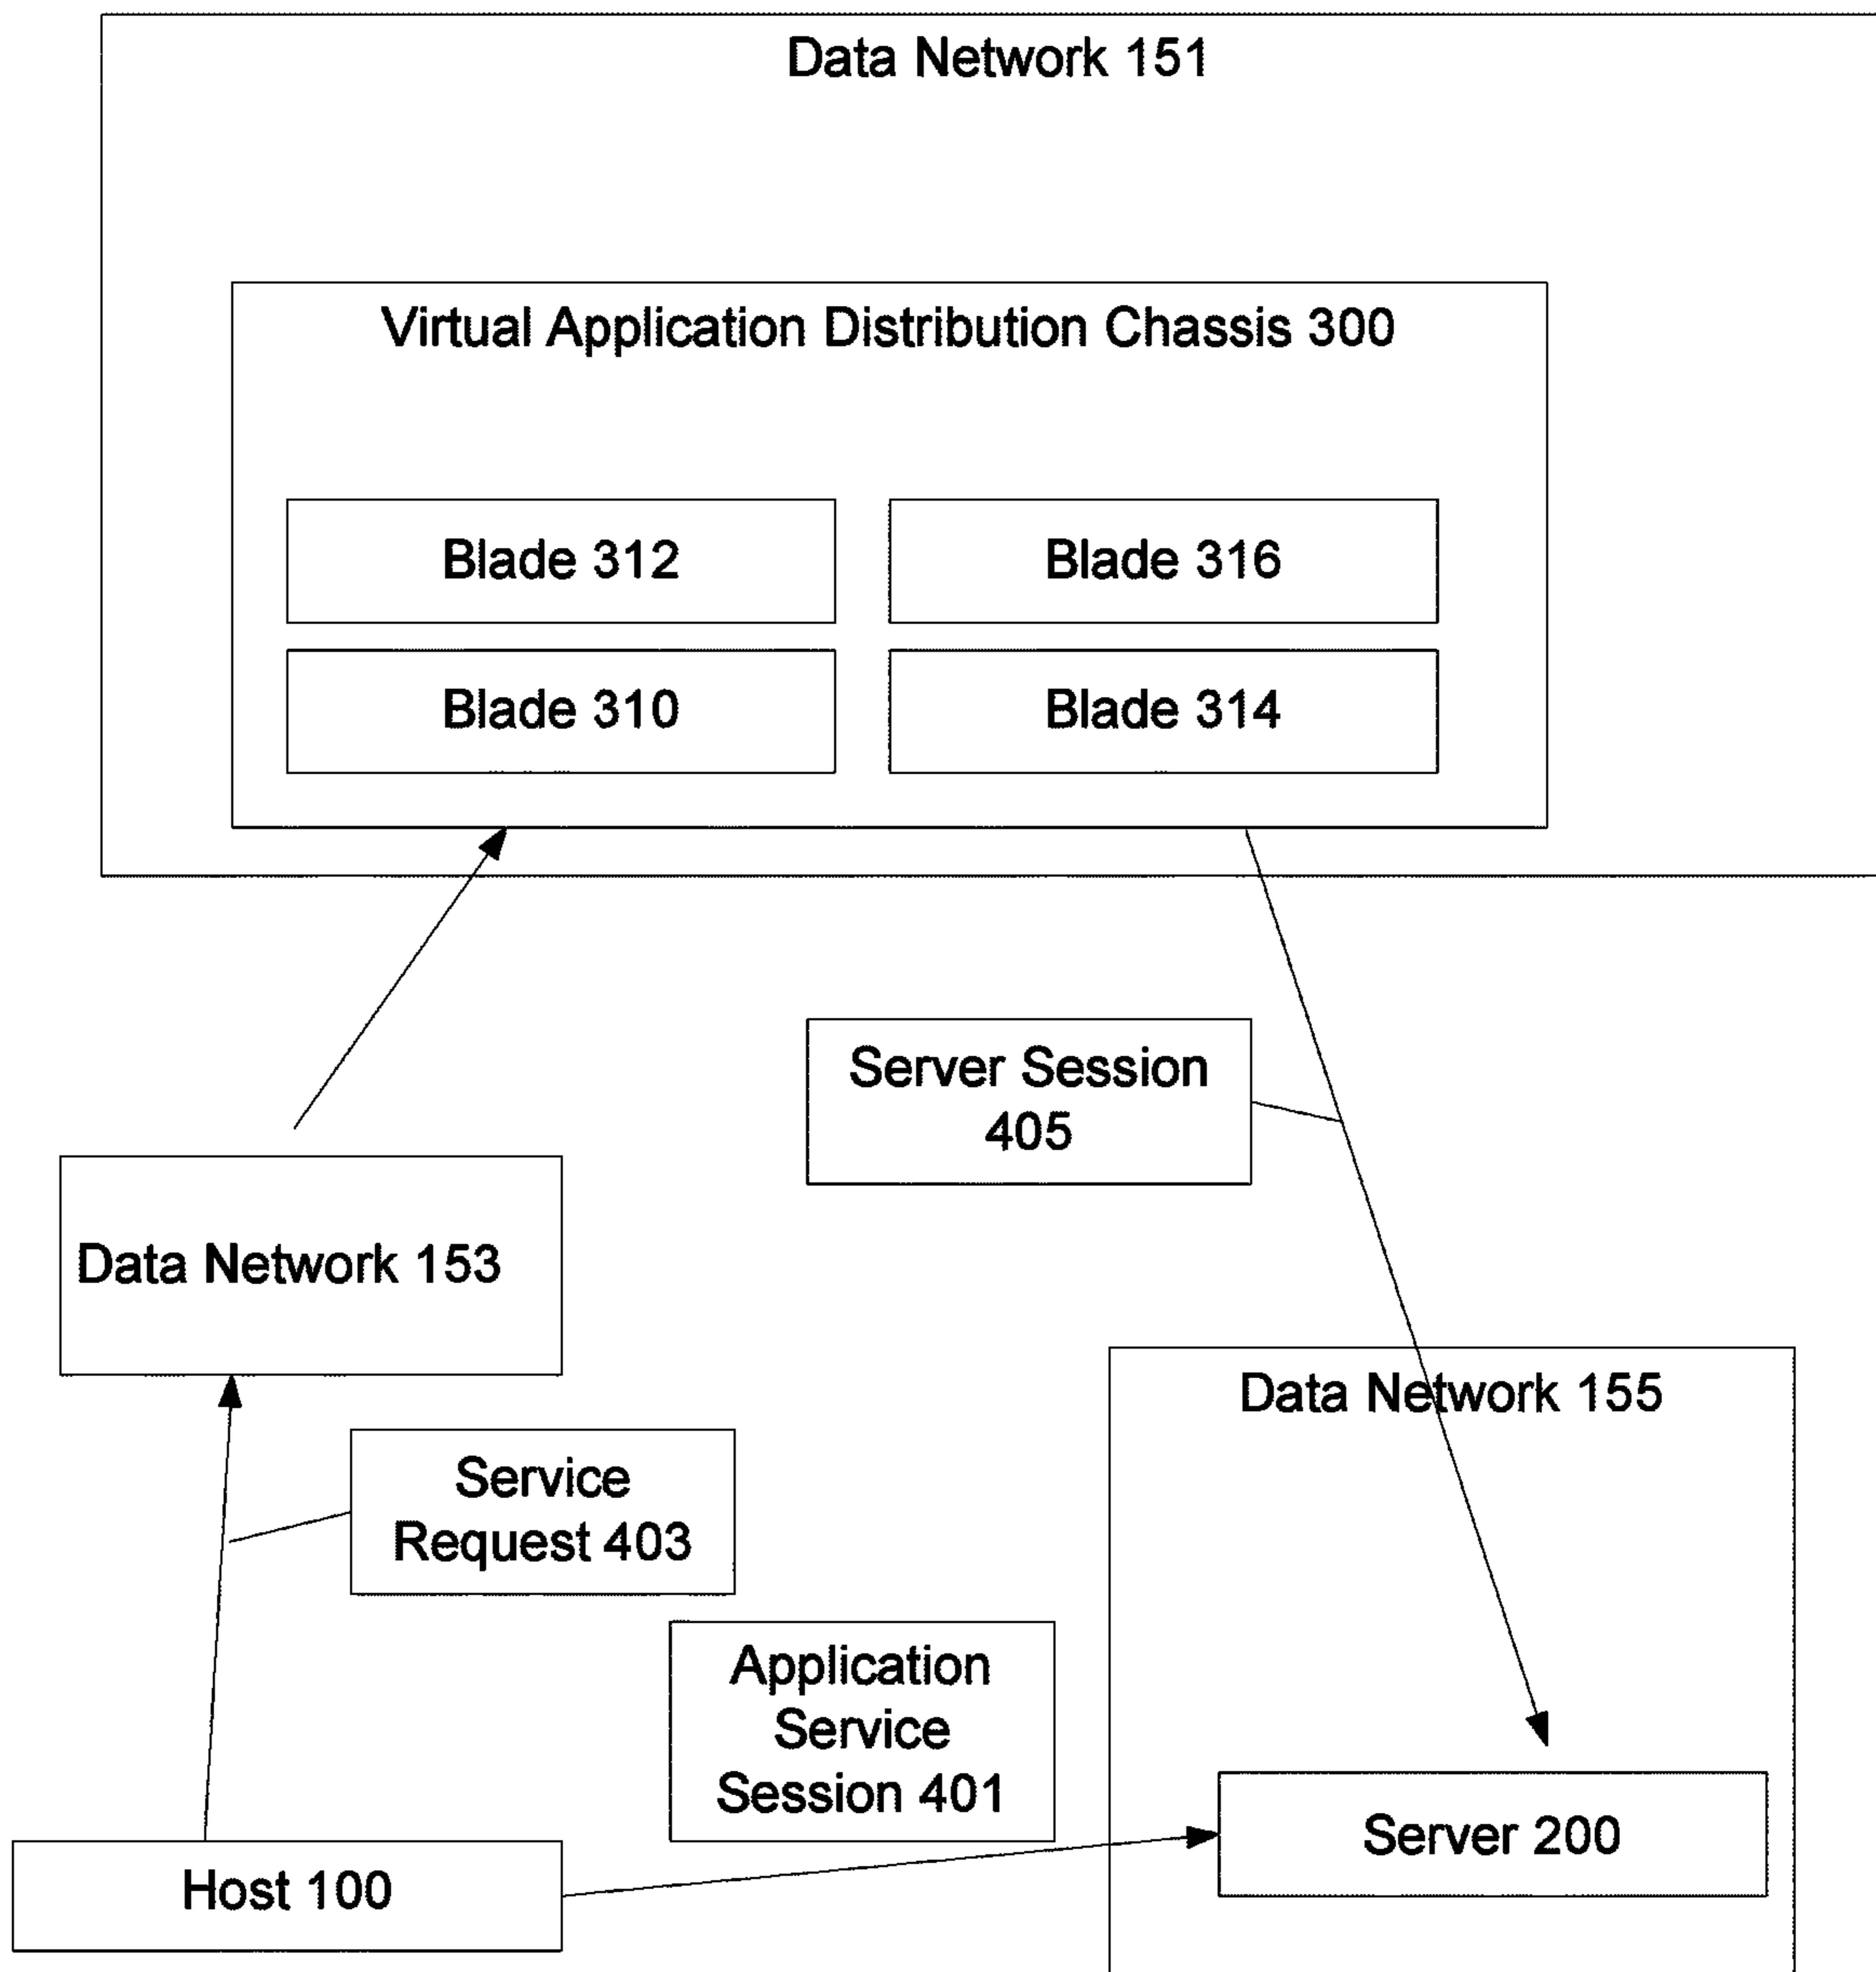 Data Network 151
Virtual Application Distribution Chassis 300
Blade 312
Blade 316
Blade 310
Blade 314
Server Session
405
Data Network 153
Data Network 155
Service
Request 403
Application
Service
Session 401
Server 200
Host 100